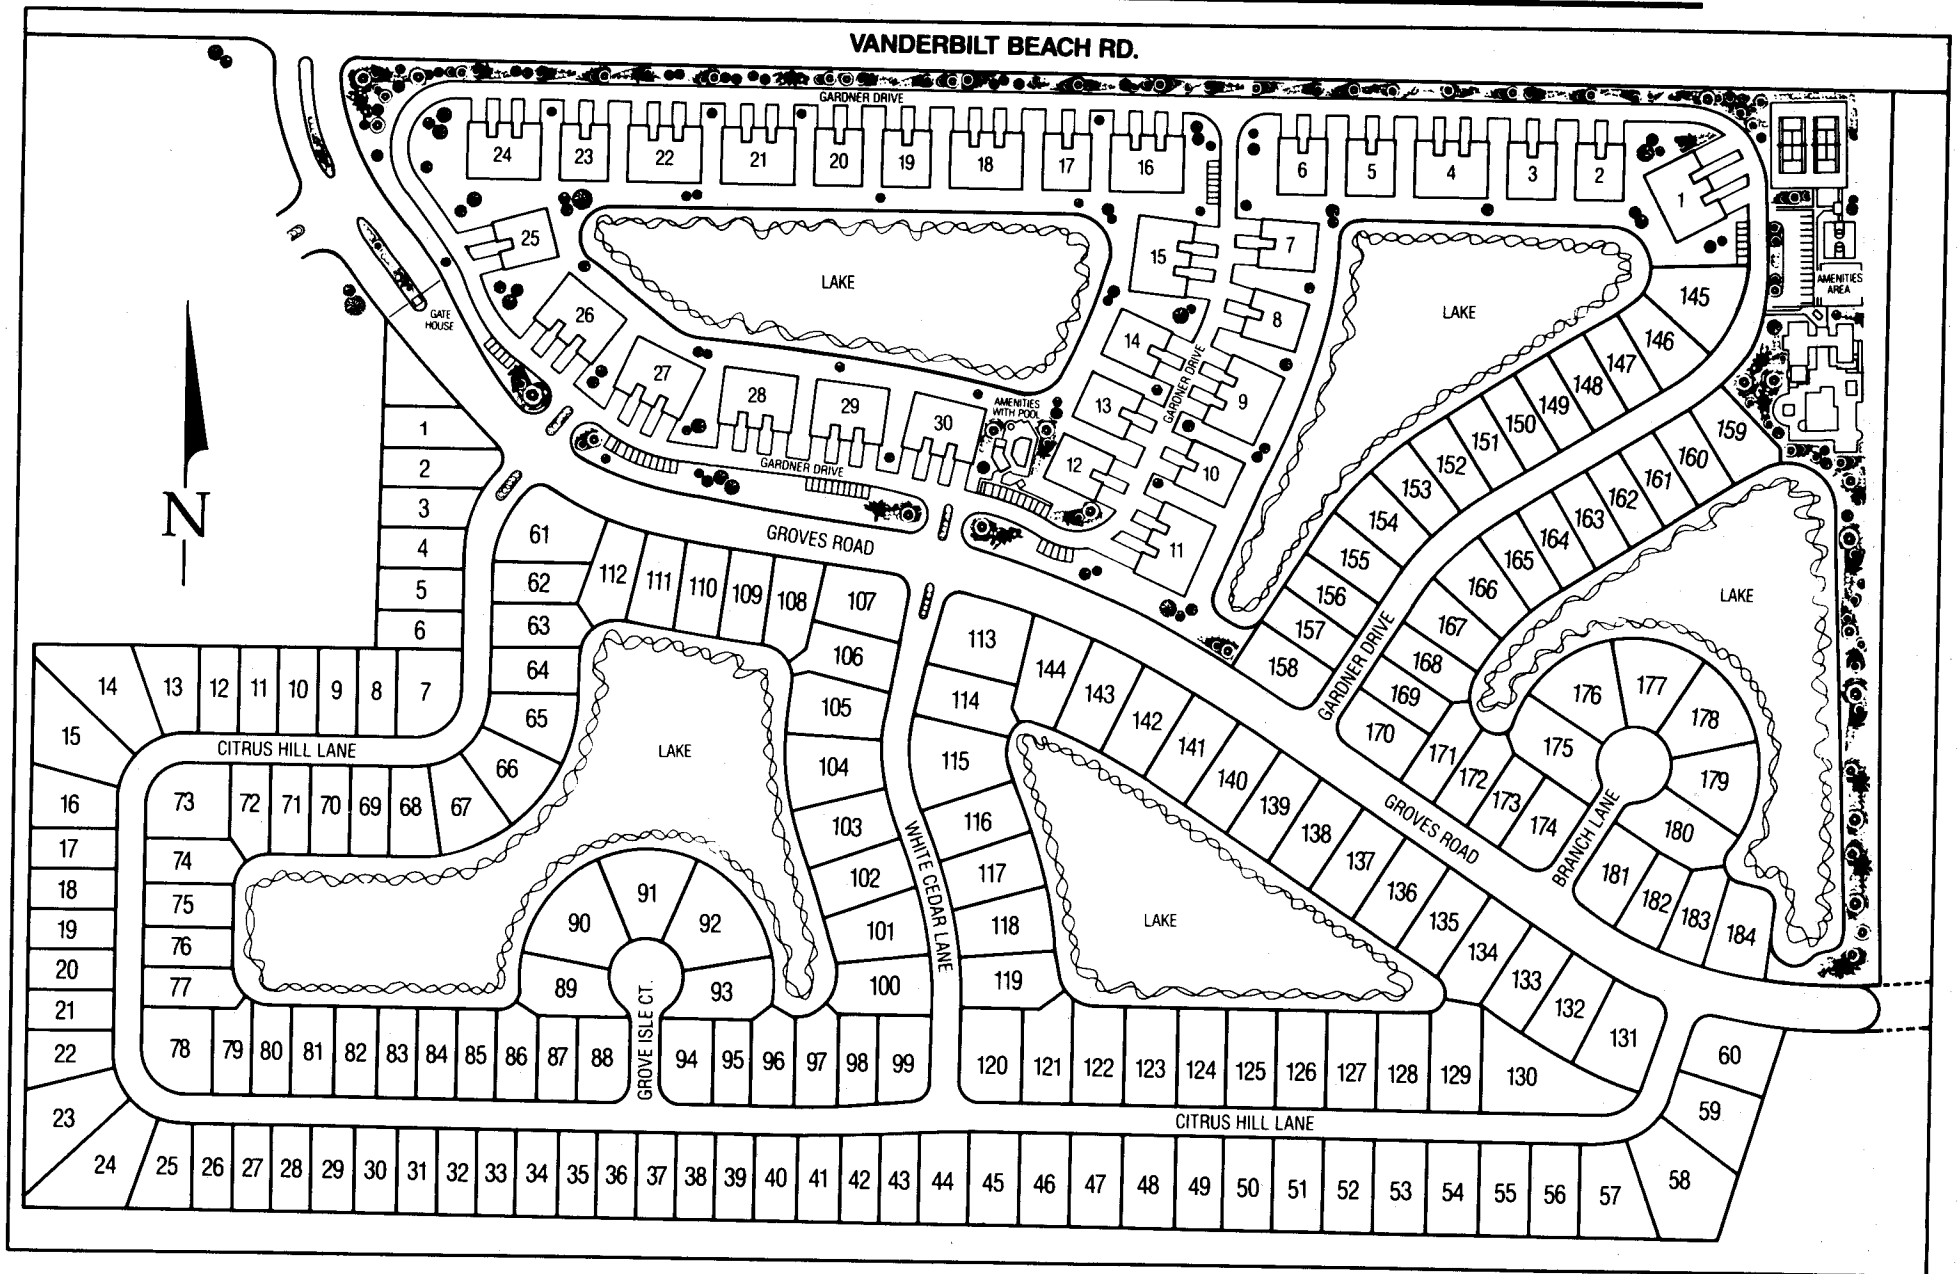 VANDERBILT BEACH RD.
GARDNER DRIVE
24 23 22 21 20 19 18 17 16
6 5 4 3 2 1
25 15 7
AMENITIES
AREA
LAKE
LAKE
145
GATE
HOUSE
26 14 8 146
27 28 29 30 13 9
147 148 149 150 151 152 153 154 155 156 157 158
GARDNER DRIVE
GARDNER DRIVE
AMENITIES
WITH POOL
12 10 11
159 160 161 162 163 164 165 166 167 168 169 170
GARDNER DRIVE
GROVES ROAD
N
1
2
3
4
5
6
61
62
63
64
65
66
112 111 110 109 108 107
106
105
104
103
102
101
100
LAKE
LAKE
113
114
115
116
117
118
119
144 143 142 141 140 139 138 137 136 135 134 133 132 131
171 172 173 174
175 176 177 178 179 180
181 182 183 184
GROVES ROAD
BRANCH LANE
14 13 12 11 10 9 8 7
15
CITRUS HILL LANE
16
17
18
19
20
21
22
23
24
73 72 71 70 69 68 67
74
75
76
77
WHITE CEDAR LANE
LAKE
90 91 92
89 93
GROVE ISLE CT.
78 79 80 81 82 83 84 85 86 87 88
94 95 96 97 98 99
120 121 122 123 124 125 126 127 128 129 130
60
59
58
CITRUS HILL LANE
25 26 27 28 29 30 31 32 33 34 35 36 37 38 39 40 41 42 43 44 45 46 47 48 49 50 51 52 53 54 55 56 57